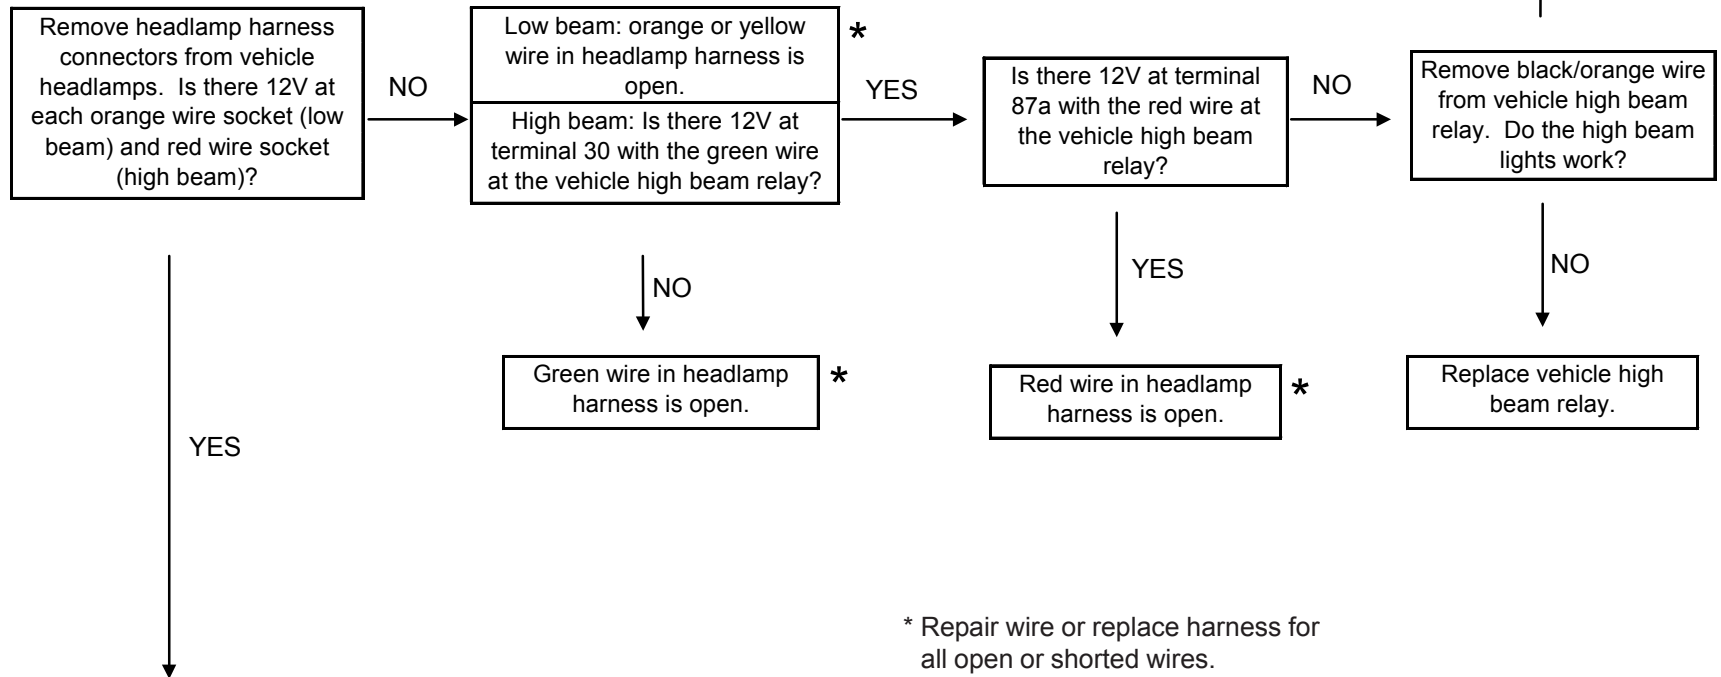 Remove headlamp harness
connectors from vehicle
headlamps. Is there 12V at
each orange wire socket (low
beam) and red wire socket
(high beam)?
NO
Low beam: orange or yellow
wire in headlamp harness is
open.
*
High beam: Is there 12V at
terminal 30 with the green wire
at the vehicle high beam relay?
YES
Is there 12V at terminal
87a with the red wire at
the vehicle high beam
relay?
NO
Remove black/orange wire
from vehicle high beam
relay. Do the high beam
lights work?
NO
YES
NO
Green wire in headlamp
harness is open.
*
Red wire in headlamp
harness is open.
*
Replace vehicle high
beam relay.
YES
* Repair wire or replace harness for
all open or shorted wires.